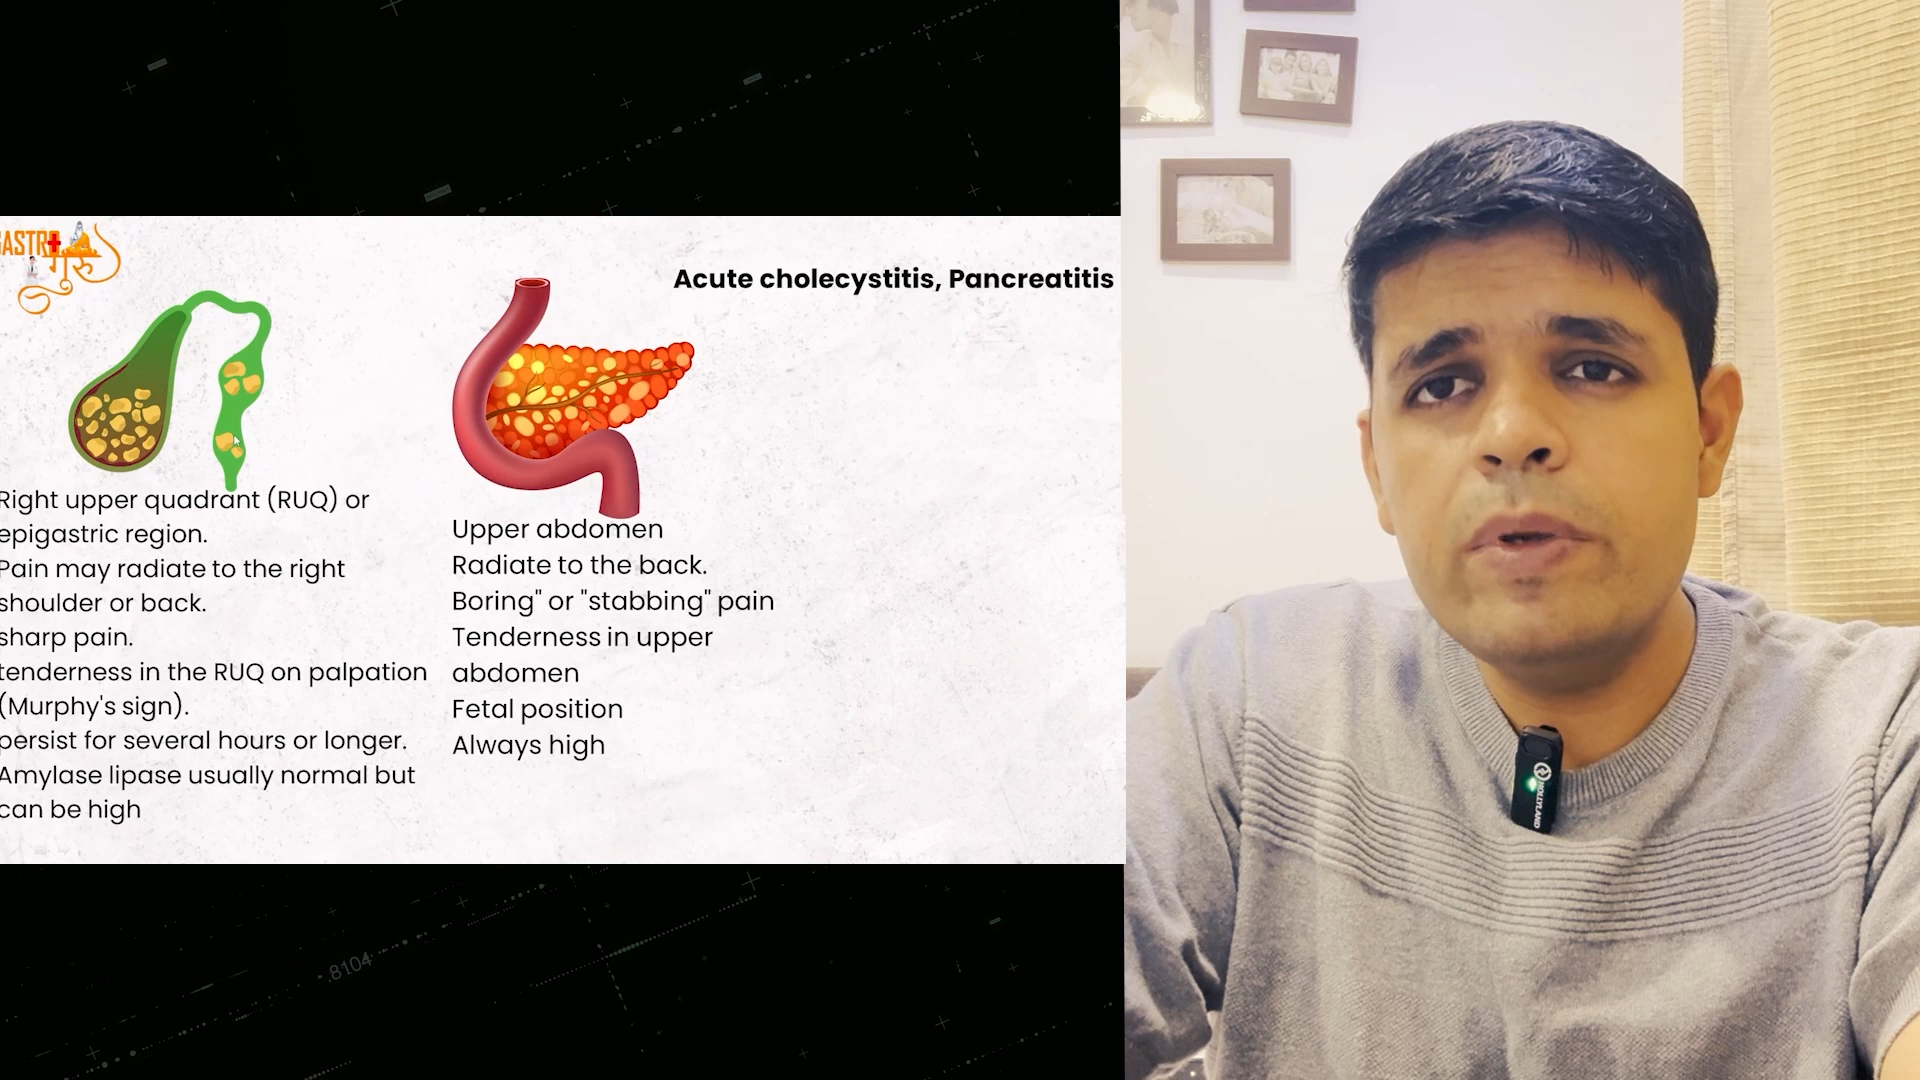 GASTR
गुरु
Acute cholecystitis, Pancreatitis
Right upper quadrant (RUQ) or
epigastric region.
Pain may radiate to the right
shoulder or back.
sharp pain.
tenderness in the RUQ on palpation
(Murphy's sign).
persist for several hours or longer.
Amylase lipase usually normal but
can be high
Upper abdomen
Radiate to the back.
Boring" or "stabbing" pain
Tenderness in upper
abdomen
Fetal position
Always high
8104
HOLLYLAND